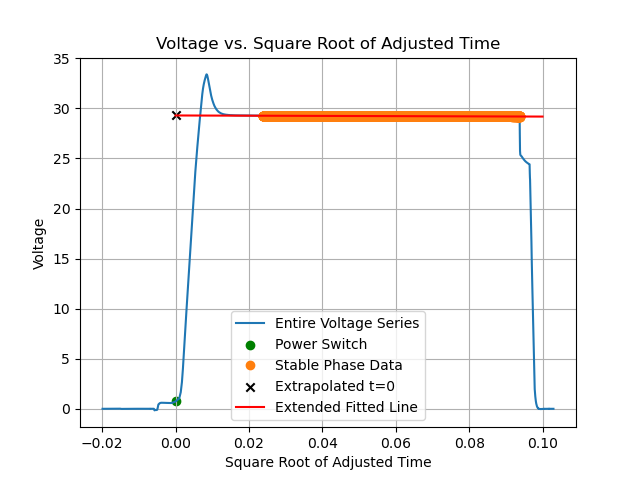 Voltage vs. Square Root of Adjusted Time
35
30
25
20
15
10
5
0
Voltage
Entire Voltage Series
Power Switch
Stable Phase Data
Extrapolated t=0
Extended Fitted Line
−0.02 0.00 0.02 0.04 0.06 0.08 0.10
Square Root of Adjusted Time